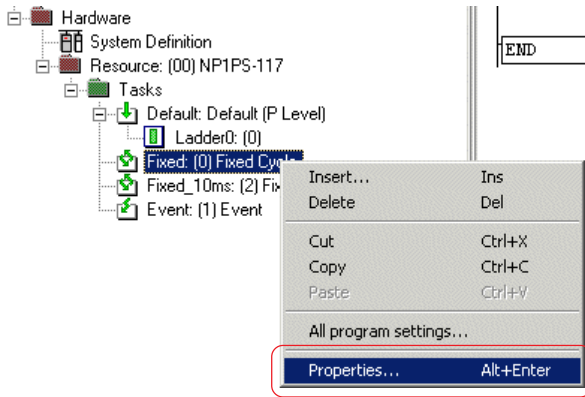 Hardware
System Definition
END
Resource: (00) NP1PS-117
Tasks
Default: Default (P Level)
Ladder0: (0)
Fixed: (0) Fixed Cycle
Fixed_10ms: (2) Fix
Event: (1) Event
Insert... Ins
Delete Del
Cut Ctrl+X
Copy Ctrl+C
Paste Ctrl+V
All program settings...
Properties... Alt+Enter